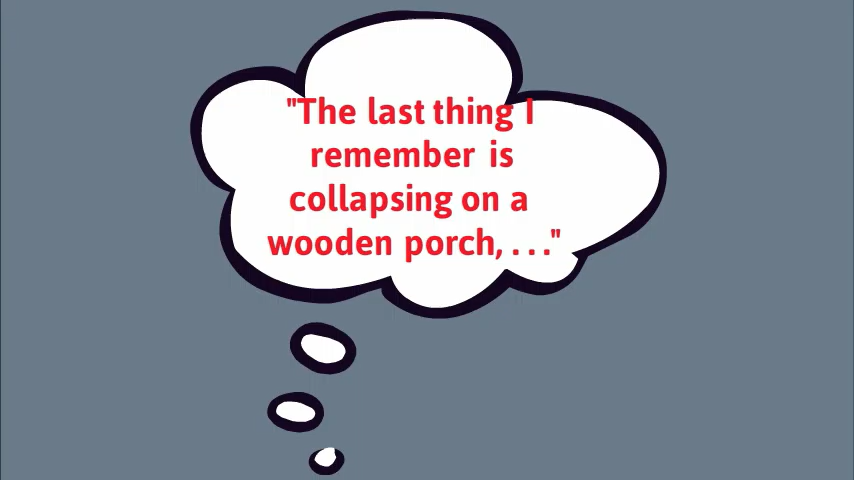 "The last thing I
remember is
collapsing on a
wooden porch, . . ."